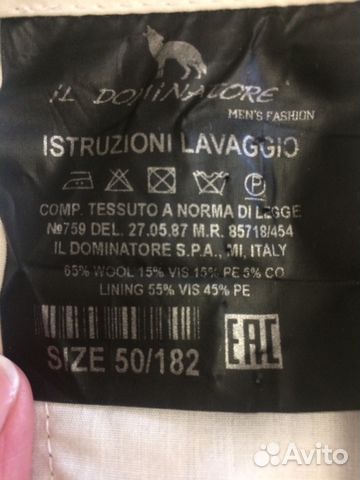 iL DOMiNATORE
MEN'S FASHION
ISTRUZIONI LAVAGGIO
P
COMP. TESSUTO A NORMA DI LEGGE
№759 DEL. 27.05.87 M.R. 85718/454
IL DOMINATORE S.P.A., MI, ITALY
65% WOOL 15% VIS 15% PE 5% CO
LINING 55% VIS 45% PE
SIZE 50/182
EAC
Avito